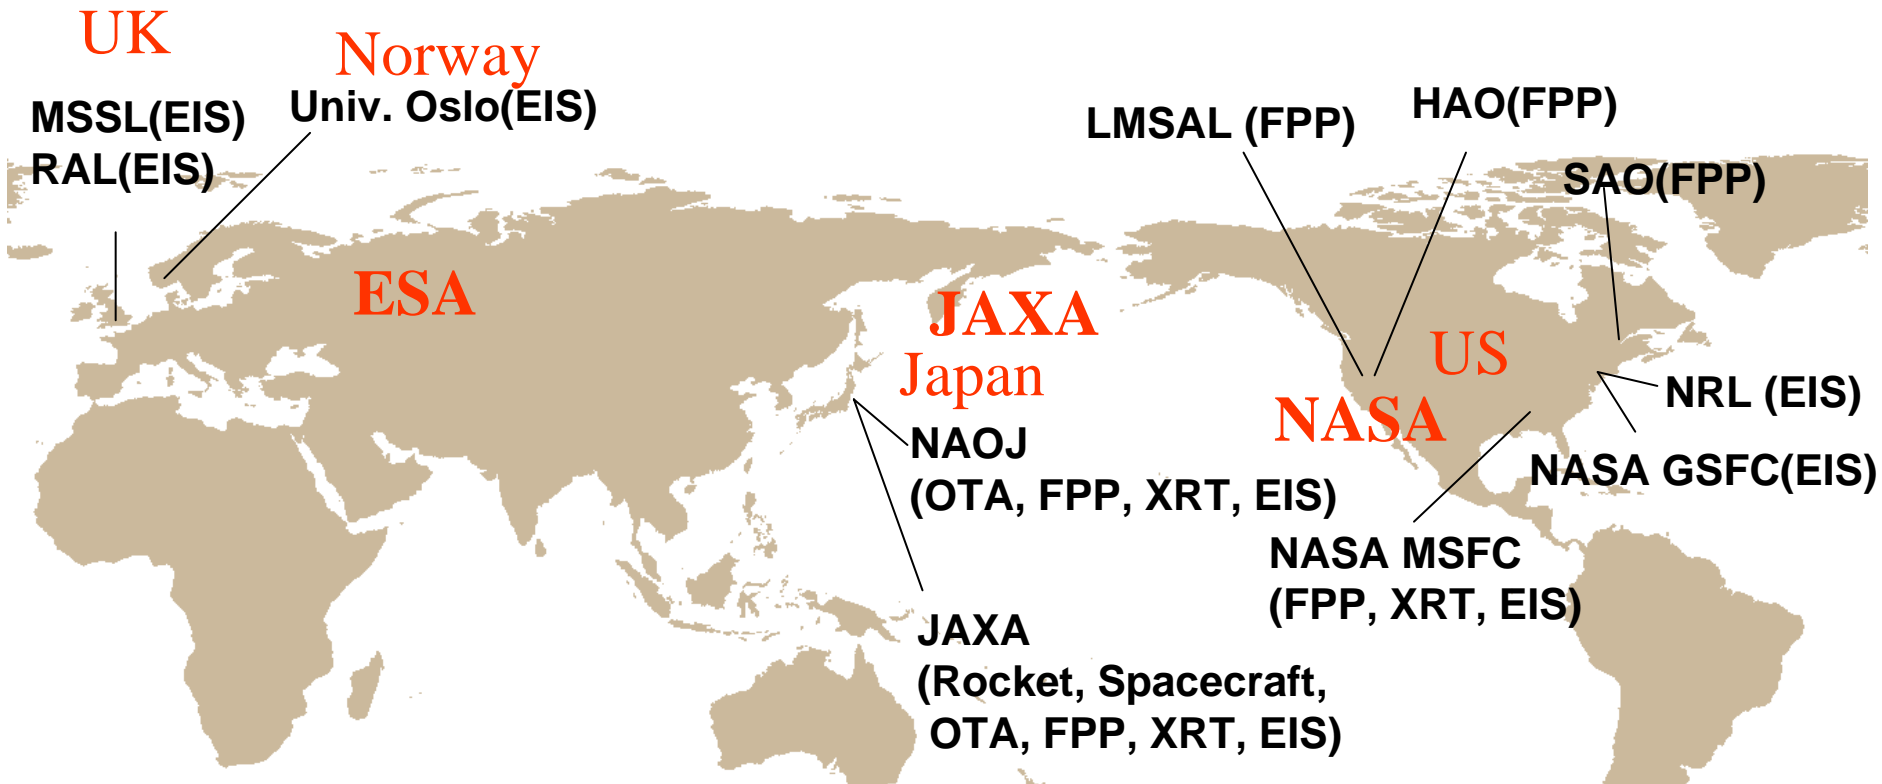 UK
MSSL(EIS)
RAL(EIS)
Norway
Univ. Oslo(EIS)
ESA
JAXA
Japan
NAOJ
(OTA, FPP, XRT, EIS)
JAXA
(Rocket, Spacecraft,
OTA, FPP, XRT, EIS)
LMSAL (FPP)
HAO(FPP)
SAO(FPP)
US
NASA
NRL (EIS)
NASA GSFC(EIS)
NASA MSFC
(FPP, XRT, EIS)